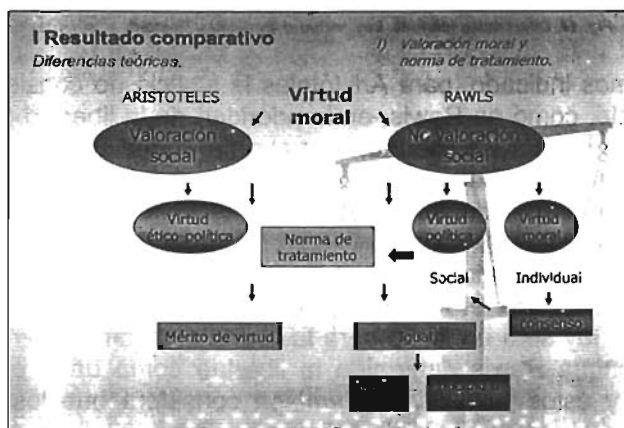 I Resultado comparativo
Diferencias teóricas.
i) Valoración moral y
norma de tratamiento.
ARISTOTELES
Virtud
moral
RAWLS
Valoración
social
NO valoración
social
Virtud
ético-política
Norma de
tratamiento
Virtud
política
Virtud
moral
Social
Individual
Mérito de virtud
consenso